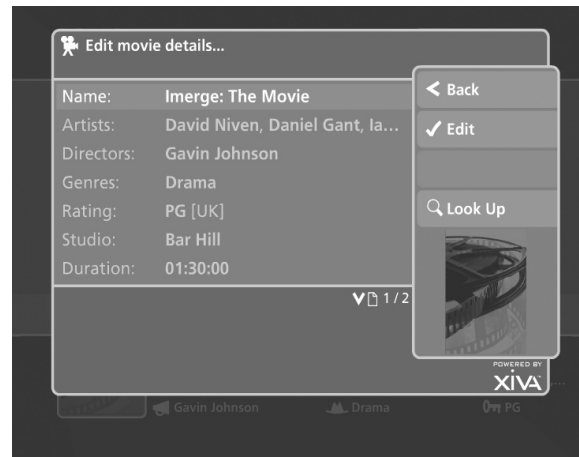 Edit movie details...
Name: Imerge: The Movie
Artists: David Niven, Daniel Gant, Ia...
Directors: Gavin Johnson
Genres: Drama
Rating: PG [UK]
Studio: Bar Hill
Duration: 01:30:00
1 / 2
Back
Edit
Look Up
POWERED BY
XiVA
Gavin Johnson Drama PG